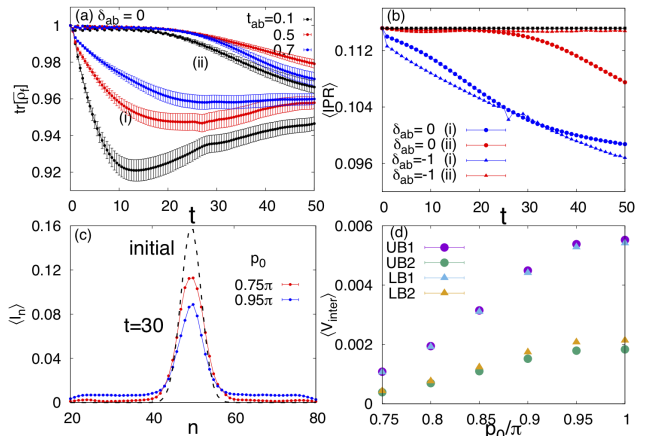 (a) δab = 0
tab=0.1
0.5
0.7
(ii)
(i)
tr[ρ̅f]
1
0.98
0.96
0.94
0.92
0 10 20 30 40 50
t
(b)
⟨IPR⟩
0.112
0.104
0.096
δab = 0 (i)
δab = 0 (ii)
δab=-1 (i)
δab=-1 (ii)
0 10 20 30 40 50
t
(c)
initial
p0
0.75π
0.95π
t=30
⟨In⟩
0.16
0.12
0.08
0.04
0
20 40 60 80
n
(d)
UB1
UB2
LB1
LB2
⟨Vinter⟩
0.006
0.004
0.002
0
0.75 0.8 0.85 0.9 0.95 1
p0/π